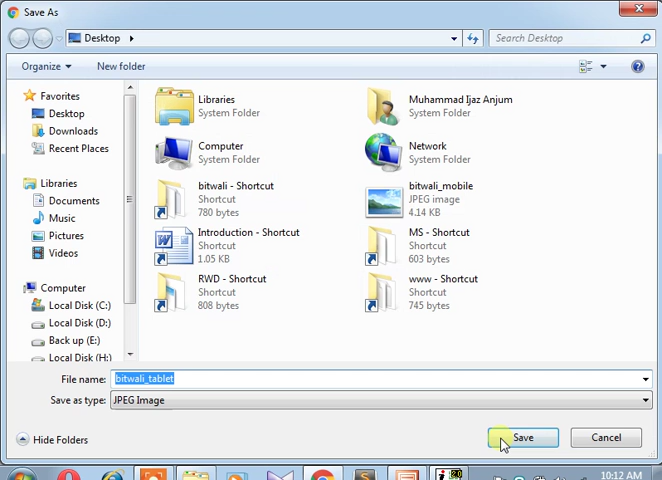 Save As
Desktop
Search Desktop
Organize
New folder
Favorites
Desktop
Downloads
Recent Places
Libraries
Documents
Music
Pictures
Videos
Computer
Local Disk (C:)
Local Disk (D:)
Back up (E:)
Local Disk (H:)
Libraries
System Folder
Muhammad Ijaz Anjum
System Folder
Computer
System Folder
Network
System Folder
bitwali - Shortcut
Shortcut
780 bytes
bitwali_mobile
JPEG image
4.14 KB
Introduction - Shortcut
Shortcut
1.05 KB
MS - Shortcut
Shortcut
603 bytes
RWD - Shortcut
Shortcut
808 bytes
www - Shortcut
Shortcut
745 bytes
File name:
bitwali_tablet
Save as type:
JPEG Image
Hide Folders
Save
Cancel
10:12 AM